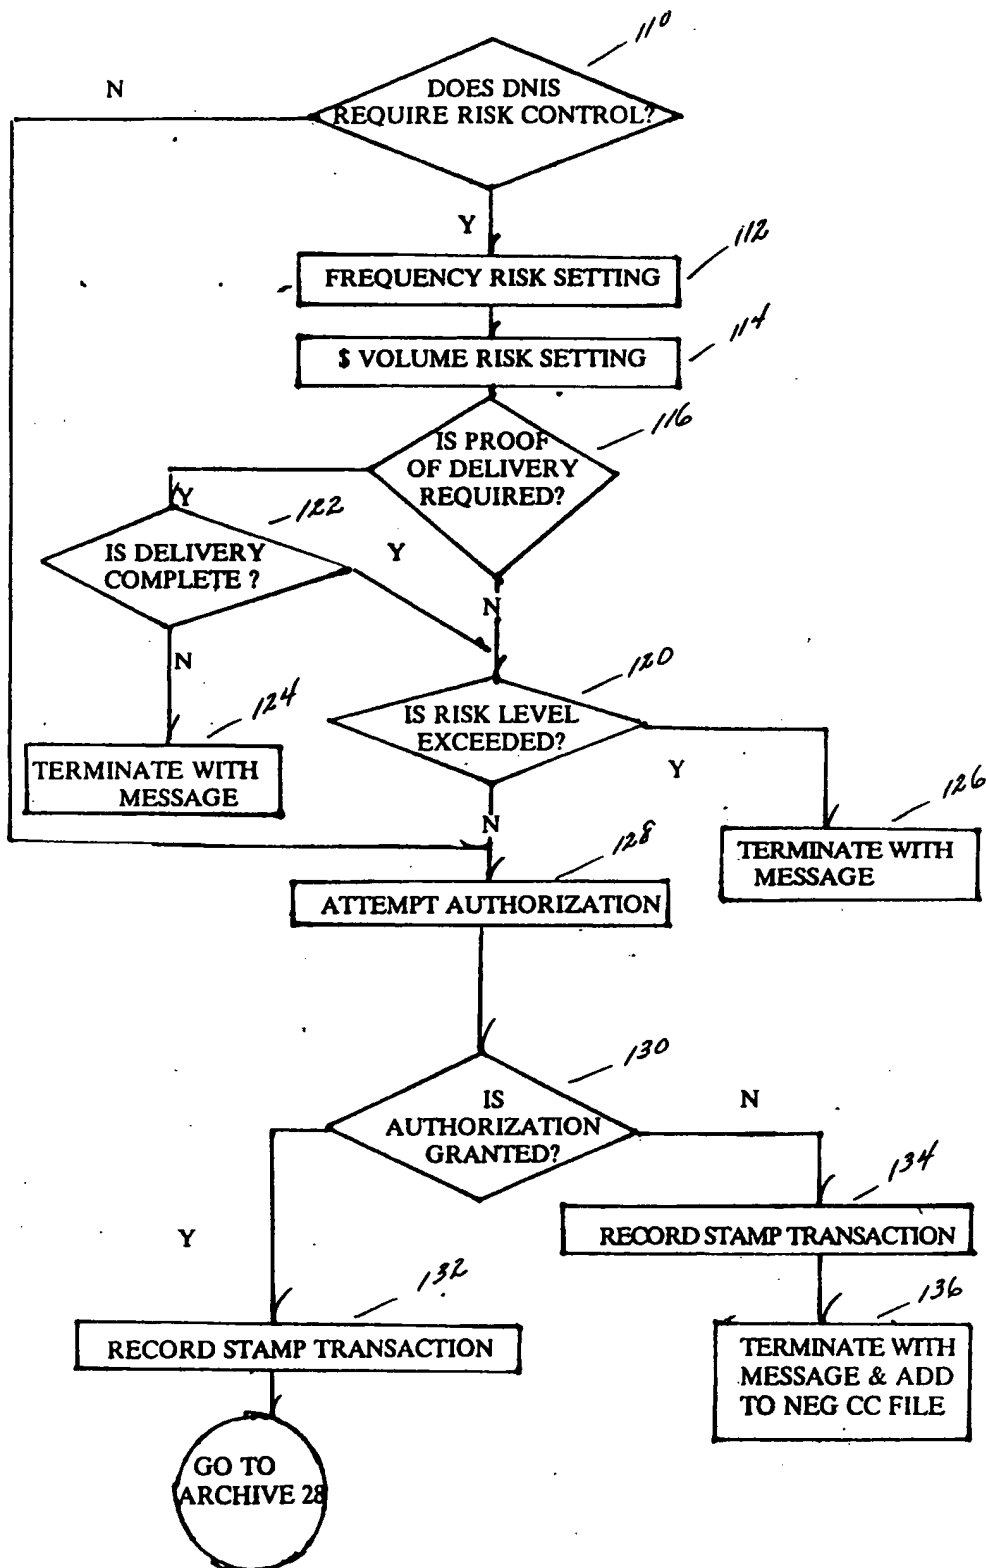 110
N
DOES DNIS
REQUIRE RISK CONTROL?
Y
112
FREQUENCY RISK SETTING
114
$ VOLUME RISK SETTING
116
IS PROOF
OF DELIVERY
REQUIRED?
Y
122
IS DELIVERY
COMPLETE ?
Y
N
N
120
IS RISK LEVEL
EXCEEDED?
124
TERMINATE WITH
MESSAGE
Y
126
N
128
TERMINATE WITH
MESSAGE
ATTEMPT AUTHORIZATION
130
IS
AUTHORIZATION
GRANTED?
N
134
Y
RECORD STAMP TRANSACTION
132
136
RECORD STAMP TRANSACTION
TERMINATE WITH
MESSAGE & ADD
TO NEG CC FILE
GO TO
ARCHIVE 28